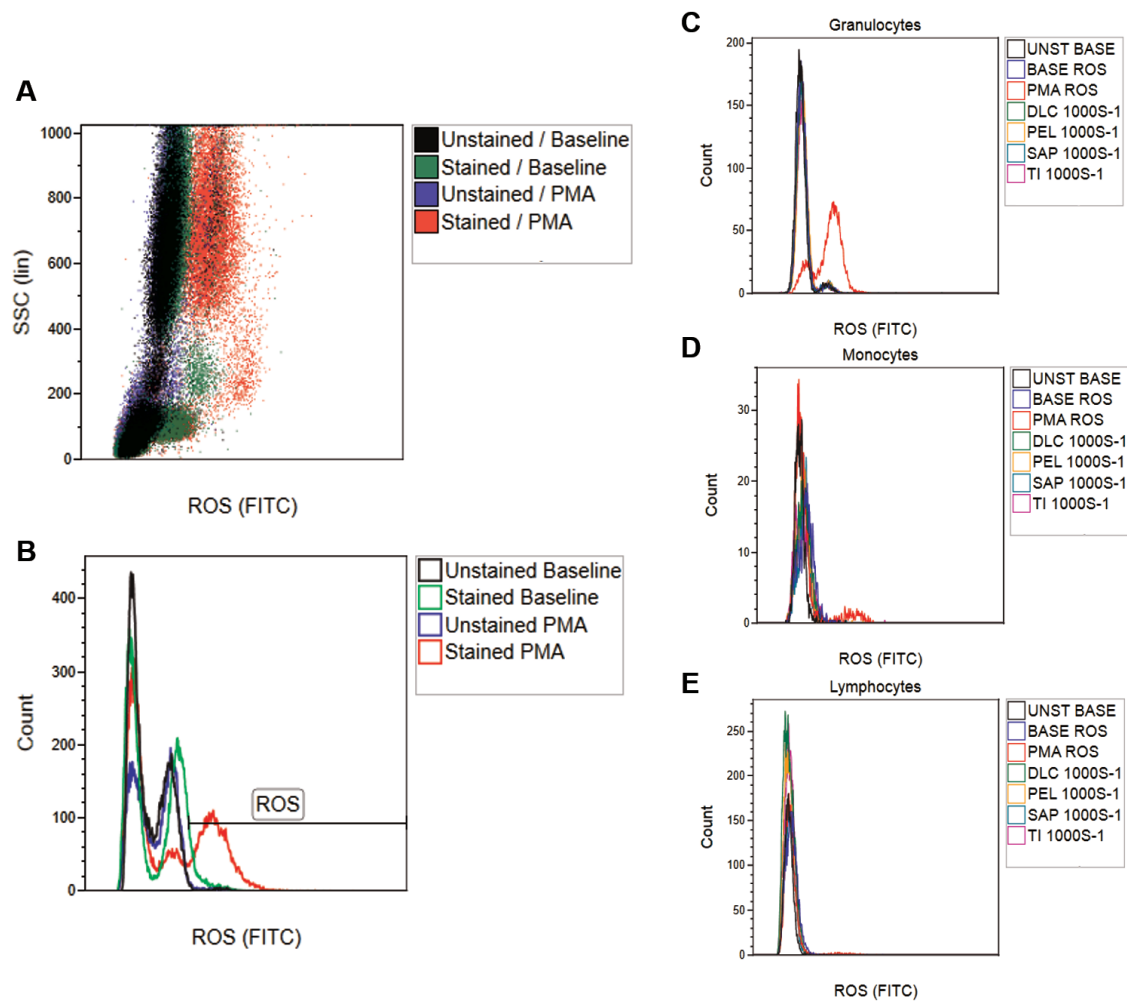 A
1000
800
600
400
200
0
SSC (lin)
ROS (FITC)
Unstained / Baseline
Stained / Baseline
Unstained / PMA
Stained / PMA
B
400
300
200
100
0
Count
ROS
ROS (FITC)
Unstained Baseline
Stained Baseline
Unstained PMA
Stained PMA
C
Granulocytes
200
150
100
50
0
Count
ROS (FITC)
UNST BASE
BASE ROS
PMA ROS
DLC 1000S-1
PEL 1000S-1
SAP 1000S-1
TI 1000S-1
D
Monocytes
30
20
10
0
Count
ROS (FITC)
UNST BASE
BASE ROS
PMA ROS
DLC 1000S-1
PEL 1000S-1
SAP 1000S-1
TI 1000S-1
E
Lymphocytes
250
200
150
100
50
0
Count
ROS (FITC)
UNST BASE
BASE ROS
PMA ROS
DLC 1000S-1
PEL 1000S-1
SAP 1000S-1
TI 1000S-1